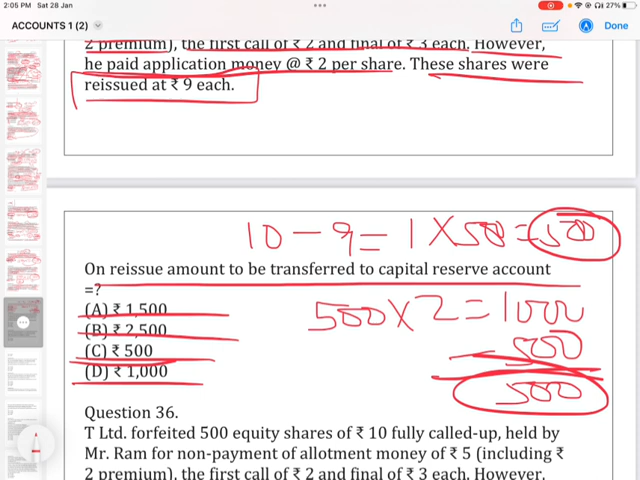 2:05 PM Sat 28 Jan
27%
ACCOUNTS 1 (2)
Done
2 premium), the first call of ₹ 2 and final of ₹ 3 each. However,
he paid application money @ ₹ 2 per share. These shares were
reissued at ₹ 9 each.
10 - 9 = 1 X 500 = 500
On reissue amount to be transferred to capital reserve account
=?
(A) ₹ 1,500
500 X 2 = 1000
(B) ₹ 2,500
- 500
(C) ₹ 500
(D) ₹ 1,000
500
Question 36.
T Ltd. forfeited 500 equity shares of ₹ 10 fully called-up, held by
Mr. Ram for non-payment of allotment money of ₹ 5 (including ₹
2 premium), the first call of ₹ 2 and final of ₹ 3 each. However,